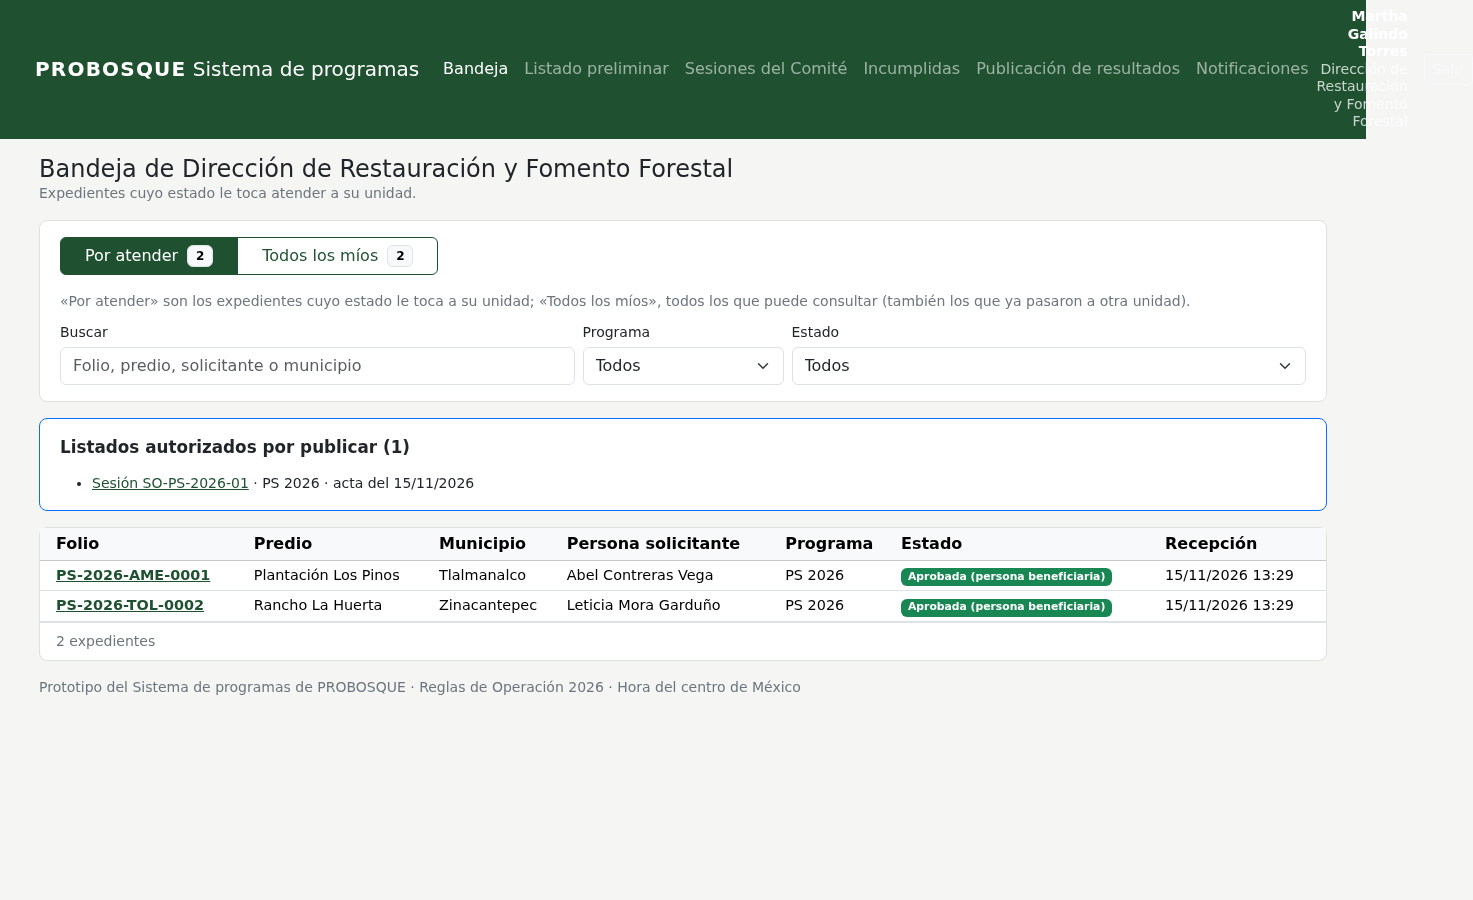 PROBOSQUE Sistema de programas
Bandeja
Listado preliminar
Sesiones del Comité
Incumplidas
Publicación de resultados
Notificaciones
Martha
Galindo
Torres
Dirección de
Restauración
y Fomento
Forestal
Bandeja de Dirección de Restauración y Fomento Forestal
Expedientes cuyo estado le toca atender a su unidad.
Por atender 2
Todos los míos 2
«Por atender» son los expedientes cuyo estado le toca a su unidad; «Todos los míos», todos los que puede consultar (también los que ya pasaron a otra unidad).
Buscar
Programa
Estado
Folio, predio, solicitante o municipio
Todos
Todos
Listados autorizados por publicar (1)
• Sesión SO-PS-2026-01 · PS 2026 · acta del 15/11/2026
Folio Predio Municipio Persona solicitante Programa Estado Recepción
PS-2026-AME-0001 Plantación Los Pinos Tlalmanalco Abel Contreras Vega PS 2026 Aprobada (persona beneficiaria) 15/11/2026 13:29
PS-2026-TOL-0002 Rancho La Huerta Zinacantepec Leticia Mora Garduño PS 2026 Aprobada (persona beneficiaria) 15/11/2026 13:29
2 expedientes
Prototipo del Sistema de programas de PROBOSQUE · Reglas de Operación 2026 · Hora del centro de México